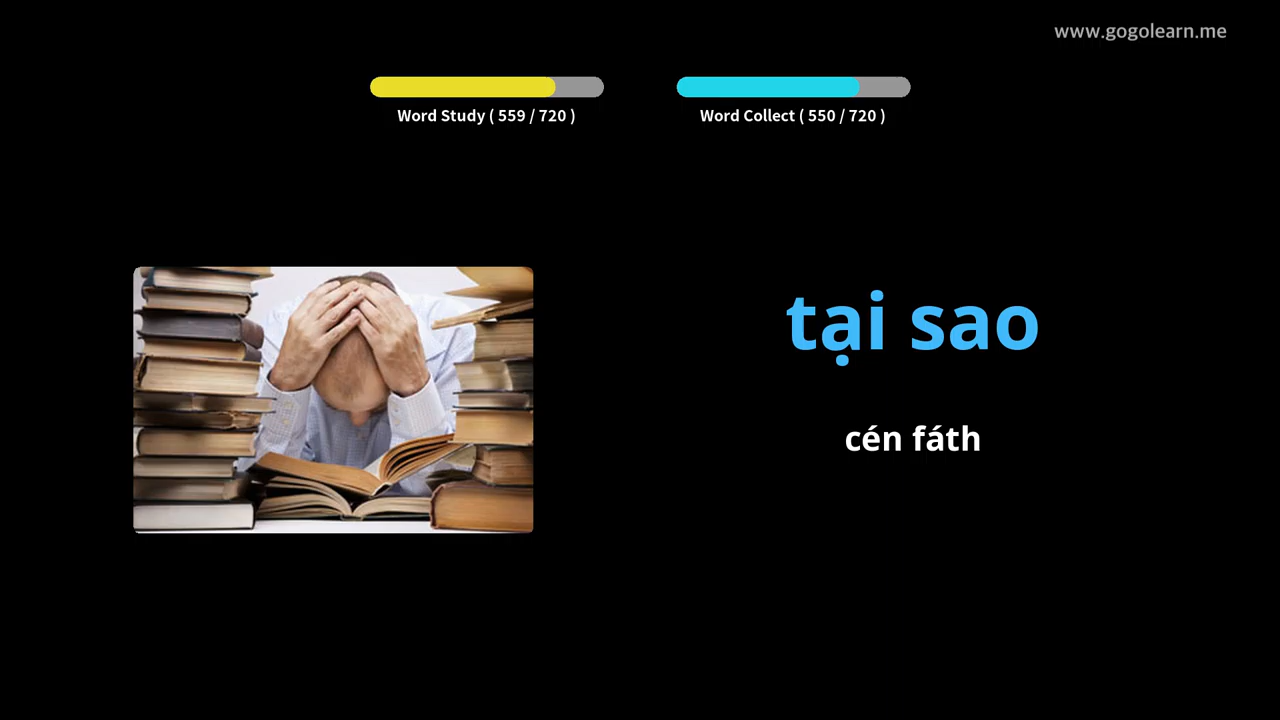 www.gogolearn.me
Word Study ( 559 / 720 )
Word Collect ( 550 / 720 )
tại sao
cén fáth